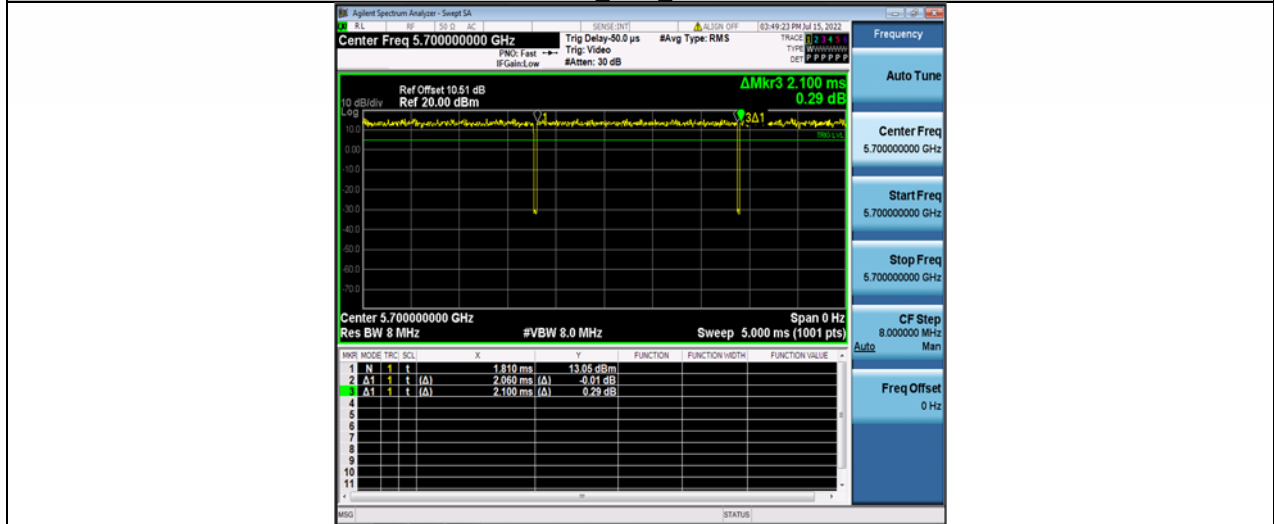 Agilent Spectrum Analyzer - Swept SA
RL RF 50 Ω AC SENSE:INT ALIGN OFF 03:49:23 PM Jul 15, 2022
Center Freq 5.700000000 GHz
PNO: Fast
IFGain:Low
Trig Delay-50.0 µs
Trig: Video
#Atten: 30 dB
#Avg Type: RMS
TRACE 1 2 3 4 5 6
TYPE WWWWWW
DET P P P P P P
Ref Offset 10.51 dB
Ref 20.00 dBm
10 dB/div
Log
ΔMkr3 2.100 ms
0.29 dB
1
3Δ1
TRIG LVL
10.0
0.00
-10.0
-20.0
-30.0
-40.0
-50.0
-60.0
-70.0
Center 5.700000000 GHz
Span 0 Hz
Res BW 8 MHz
#VBW 8.0 MHz
Sweep 5.000 ms (1001 pts)
MKR MODE TRC SCL X Y FUNCTION FUNCTION WIDTH FUNCTION VALUE
1 N 1 t 1.810 ms 13.05 dBm
2 Δ1 1 t (Δ) 2.060 ms (Δ) -0.01 dB
3 Δ1 1 t (Δ) 2.100 ms (Δ) 0.29 dB
4
5
6
7
8
9
10
11
MSG
STATUS
Frequency
Auto Tune
Center Freq
5.700000000 GHz
Start Freq
5.700000000 GHz
Stop Freq
5.700000000 GHz
CF Step
8.000000 MHz
Auto Man
Freq Offset
0 Hz